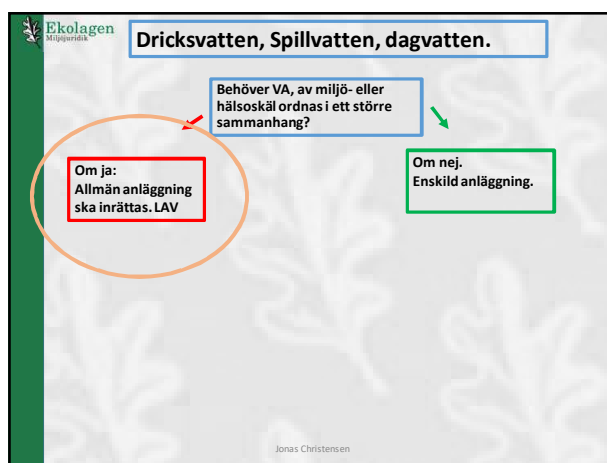 Ekolagen
Miljöjuridik
Dricksvatten, Spillvatten, dagvatten.
Behöver VA, av miljö- eller
hälsoskäl ordnas i ett större
sammanhang?
Om ja:
Allmän anläggning
ska inrättas. LAV
Om nej.
Enskild anläggning.
Jonas Christensen